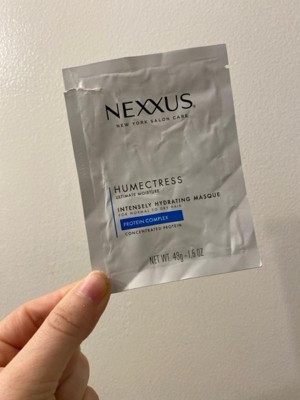 NEXXUS.
NEW YORK SALON CARE
HUMECTRESS
ULTIMATE MOISTURE
INTENSELY HYDRATING MASQUE
FOR NORMAL TO DRY HAIR
PROTEIN COMPLEX
CONCENTRATED PROTEIN
NET WT. 43g℮1.5 OZ